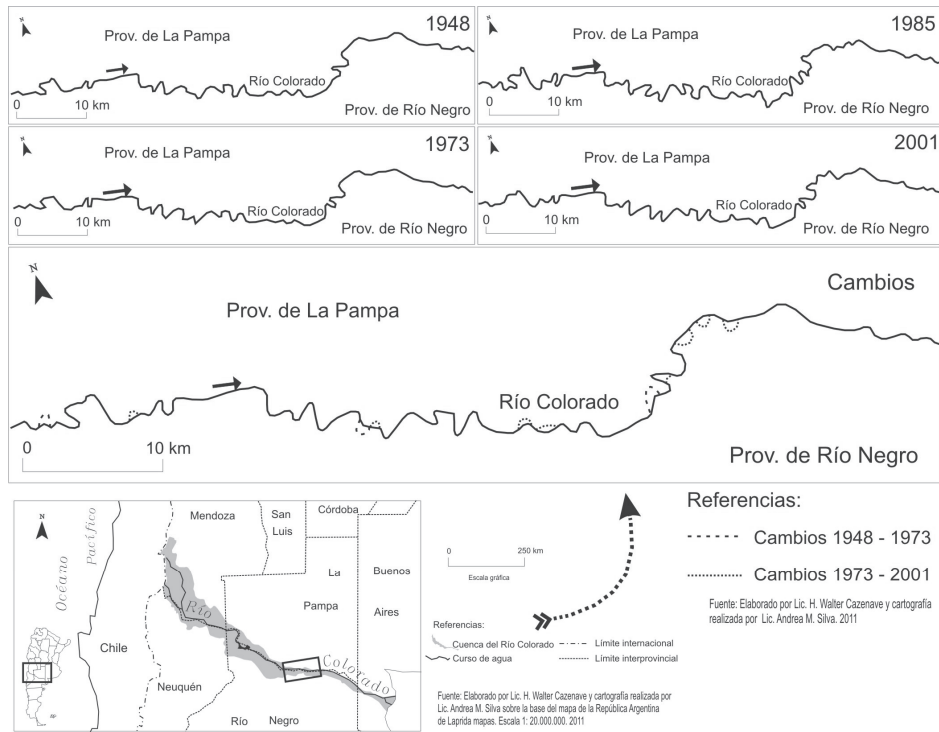 N
Prov. de La Pampa
1948
Río Colorado
0 10 km
Prov. de Río Negro
N
Prov. de La Pampa
1985
Río Colorado
0 10 km
Prov. de Río Negro
N
Prov. de La Pampa
1973
Río Colorado
0 10 km
Prov. de Río Negro
N
Prov. de La Pampa
2001
Río Colorado
0 10 km
Prov. de Río Negro
N
Cambios
Prov. de La Pampa
Río Colorado
0 10 km
Prov. de Río Negro
N
Océano
Pacífico
Chile
Mendoza
San
Luis
Córdoba
La
Pampa
Buenos
Aires
Río
Colorado
Neuquén
Río Negro
0 250 km
Escala gráfica
Referencias:
Cuenca del Río Colorado
Curso de agua
Límite internacional
Límite interprovincial
Fuente: Elaborado por Lic. H. Walter Cazenave y cartografía realizada por
Lic. Andrea M. Silva sobre la base del mapa de la República Argentina
de Laprida mapas. Escala 1: 20.000.000. 2011
Referencias:
Cambios 1948 - 1973
Cambios 1973 - 2001
Fuente: Elaborado por Lic. H. Walter Cazenave y cartografía
realizada por Lic. Andrea M. Silva. 2011